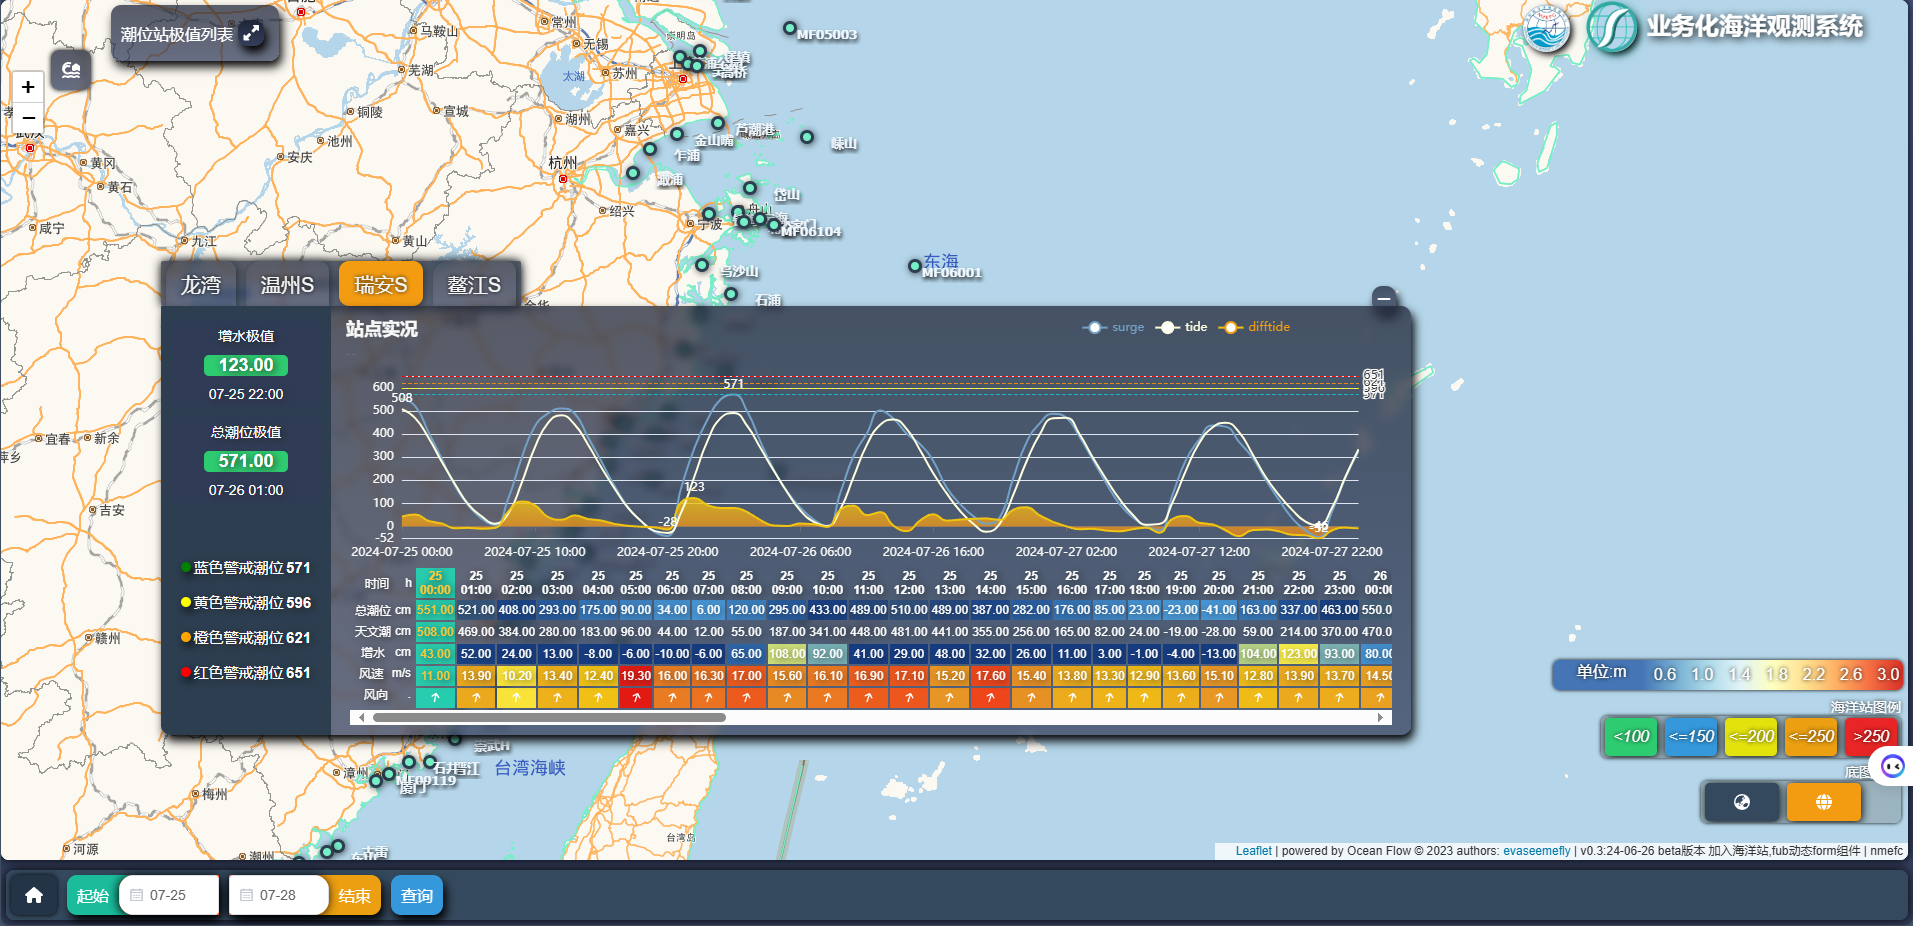 潮位站极值列表
业务化海洋观测系统
+
−
常州
马鞍山
无锡
崇明岛
芜湖
太湖
苏州
MF05003
高桥
铜陵
宣城
湖州
嘉兴
芦潮港
金山嘴
嵊山
乍浦
池州
安庆
杭州
黄冈
黄石
澉浦
岱山
绍兴
宁波
舟山
MF06104
咸宁
九江
黄山
乌沙山
东海
MF06001
石浦
龙湾
温州S
瑞安S
鳌江S
增水极值
123.00
07-25 22:00
总潮位极值
571.00
07-26 01:00
蓝色警戒潮位 571
黄色警戒潮位 596
橙色警戒潮位 621
红色警戒潮位 651
站点实况
surge
tide
difftide
600
500
400
300
200
100
0
-52
508
571
123
-28
651
621
596
571
2024-07-25 00:00 2024-07-25 10:00 2024-07-25 20:00 2024-07-26 06:00 2024-07-26 16:00 2024-07-27 02:00 2024-07-27 12:00 2024-07-27 22:00
时间 h 25 25 25 25 25 25 25 25 25 25 25 25 25 25 25 25 25 25 25 25 25 25 25 25 26
00:00 01:00 02:00 03:00 04:00 05:00 06:00 07:00 08:00 09:00 10:00 11:00 12:00 13:00 14:00 15:00 16:00 17:00 18:00 19:00 20:00 21:00 22:00 23:00 00:00
总潮位 cm 551.00 521.00 408.00 293.00 175.00 90.00 34.00 6.00 120.00 295.00 433.00 489.00 510.00 489.00 387.00 282.00 176.00 85.00 23.00 -23.00 -41.00 163.00 337.00 463.00 550.0
天文潮 cm 508.00 469.00 384.00 280.00 183.00 96.00 44.00 12.00 55.00 187.00 341.00 448.00 481.00 441.00 355.00 256.00 165.00 82.00 24.00 -19.00 -28.00 59.00 214.00 370.00 470.0
增水 cm 43.00 52.00 24.00 13.00 -8.00 -6.00 -10.00 -6.00 65.00 108.00 92.00 41.00 29.00 48.00 32.00 26.00 11.00 3.00 -1.00 -4.00 -13.00 104.00 123.00 93.00 80.00
风速 m/s 11.00 13.90 10.20 13.40 12.40 19.30 16.00 16.30 17.00 15.60 16.10 16.90 17.10 15.20 17.60 15.40 13.80 13.30 12.90 13.60 15.10 12.80 13.90 13.70 14.50
风向 -
宜春
新余
萍乡
吉安
赣州
梅州
河源
潮州
漳州
崇武H
石井
晋江
MF09119
厦门
古雷
台湾海峡
台湾岛
单位:m 0.6 1.0 1.4 1.8 2.2 2.6 3.0
海洋站图例
<100 <=150 <=200 <=250 >250
Leaflet | powered by Ocean Flow © 2023 authors: evaseemefly | v0.3:24-06-26 beta版本 加入海洋站,fub动态form组件 | nmefc
起始 07-25 07-28 结束 查询